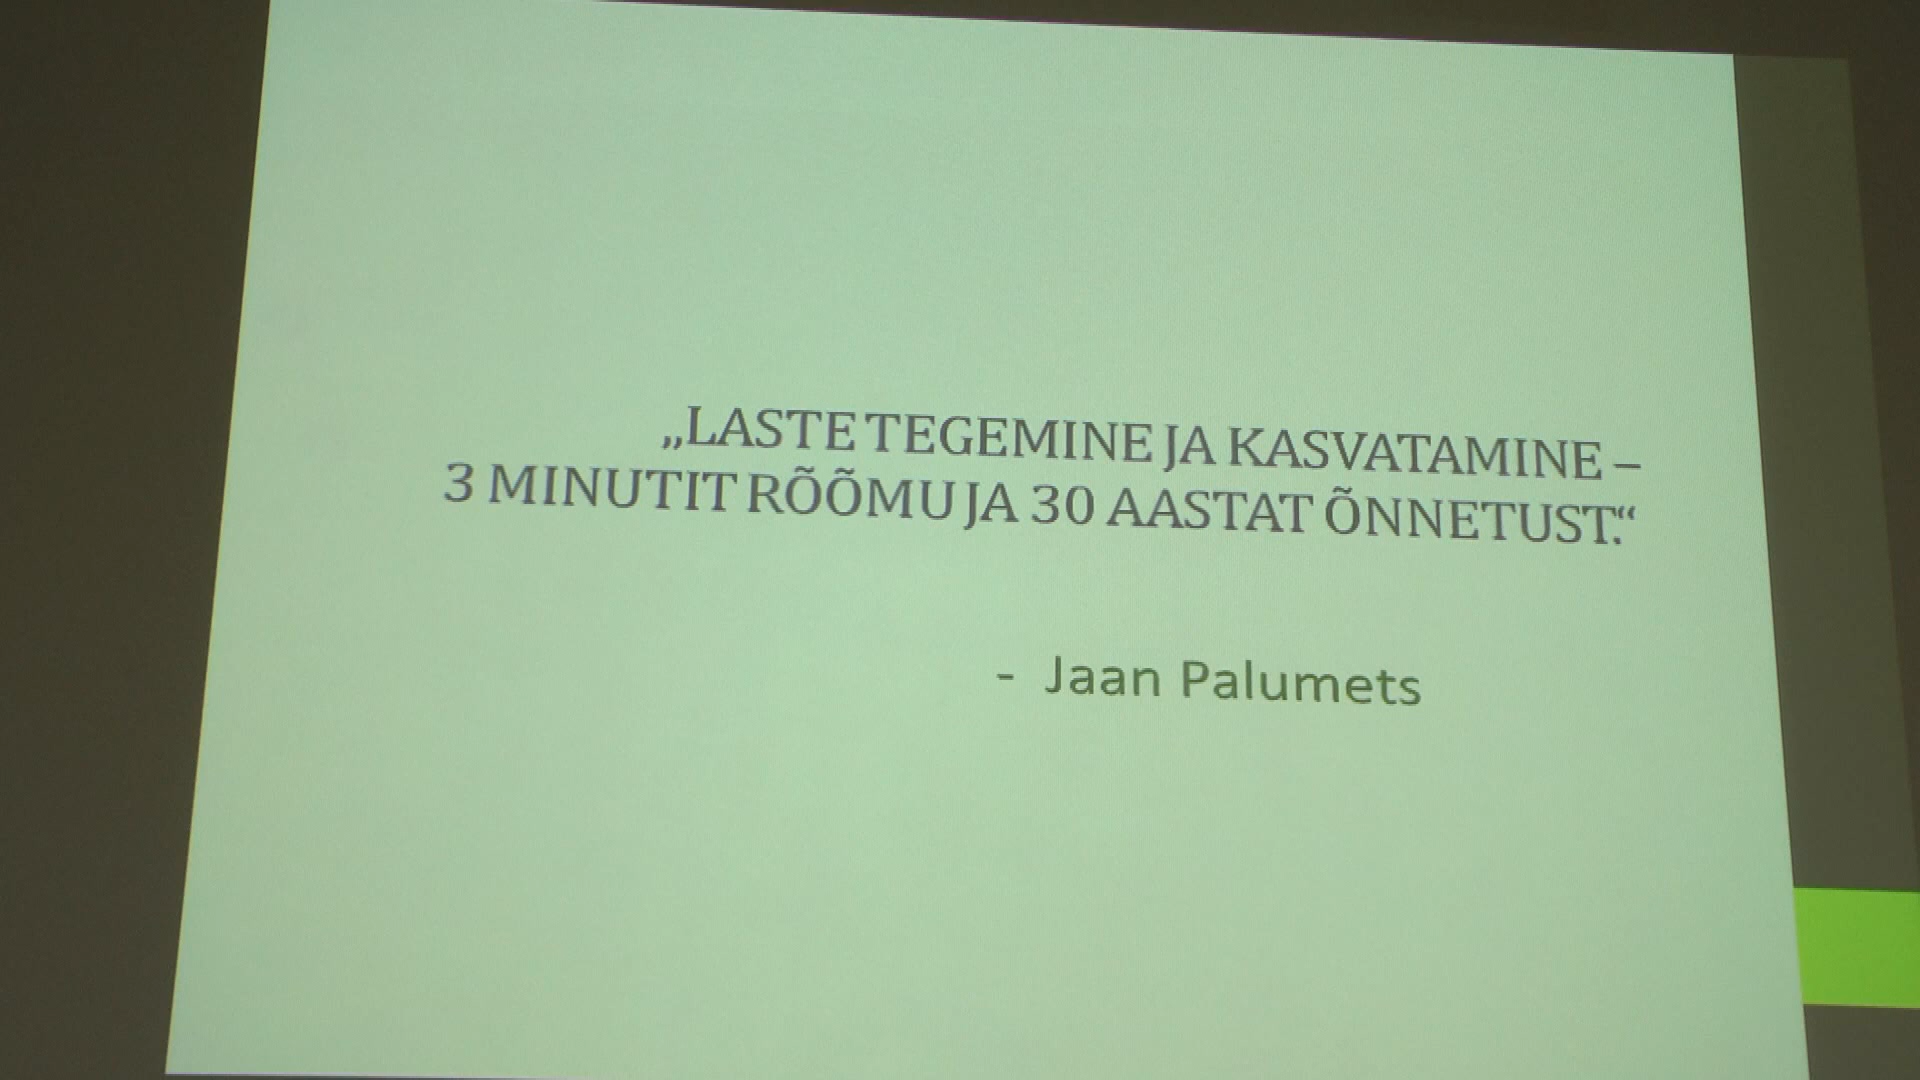 „LASTE TEGEMINE JA KASVATAMINE –
3 MINUTIT RÕÕMU JA 30 AASTAT ÕNNETUST.“
- Jaan Palumets